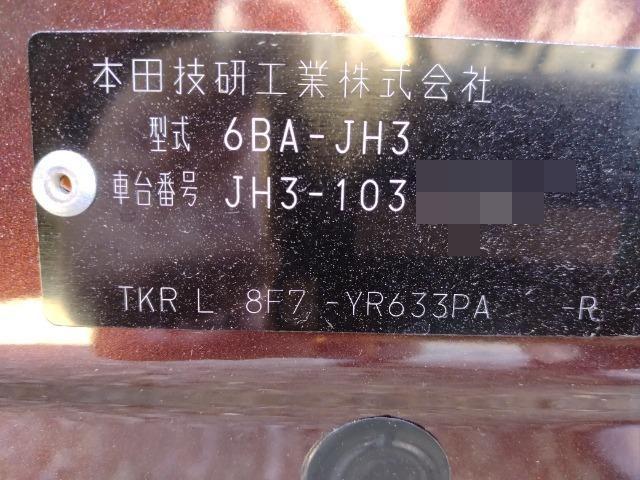 本田技研工業株式会社
型式 6BA-JH3
車台番号 JH3-103
TKR L 8F7 -YR633PA -R -